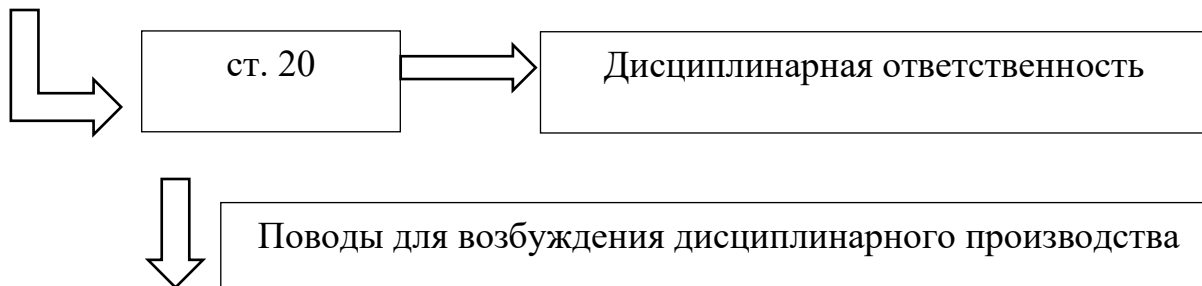 ст. 20
Дисциплинарная ответственность
Поводы для возбуждения дисциплинарного производства